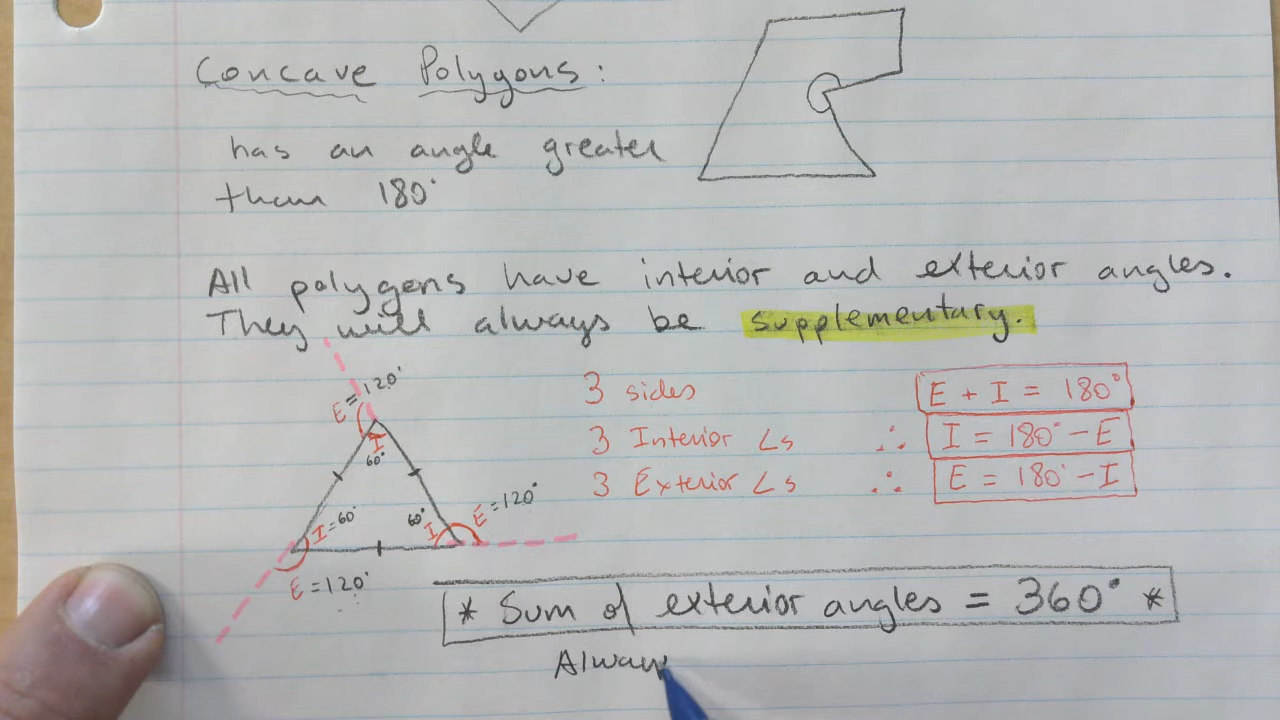 Concave Polygons:
has an angle greater
than 180°
All polygons have interior and exterior angles.
They will always be supplementary.
E = 120°
I
60°
I = 60°
60°
I
E = 120°
E = 120°
3 sides
3 Interior ∠s
3 Exterior ∠s
E + I = 180°
∴ I = 180° - E
∴ E = 180° - I
* Sum of exterior angles = 360° *
Always